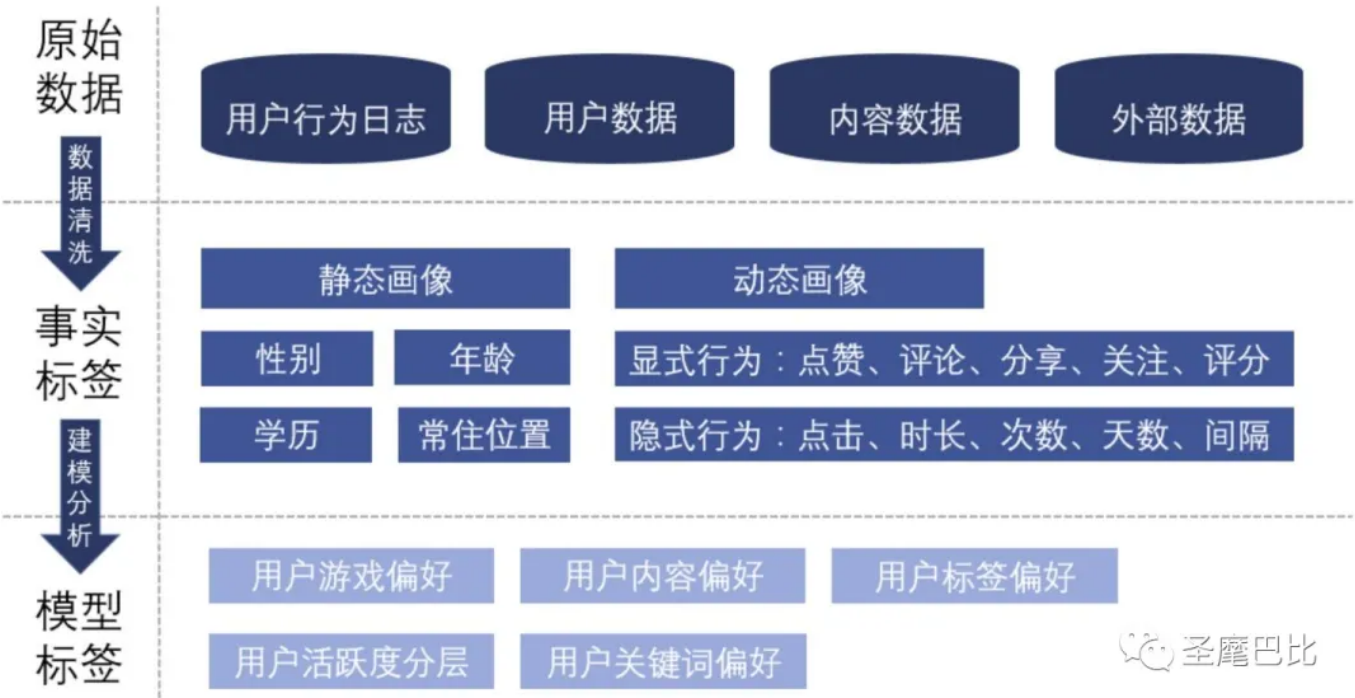 原始
数据
用户行为日志
用户数据
内容数据
外部数据
数据清洗
事实
标签
静态画像
动态画像
性别
年龄
显式行为：点赞、评论、分享、关注、评分
学历
常住位置
隐式行为：点击、时长、次数、天数、间隔
建模分析
模型
标签
用户游戏偏好
用户内容偏好
用户标签偏好
用户活跃度分层
用户关键词偏好
圣麾巴比